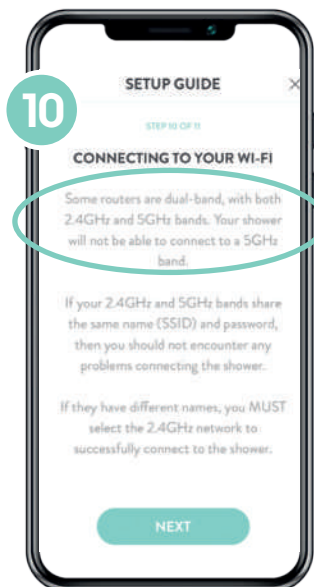 10
SETUP GUIDE ×
STEP 10 OF 11
CONNECTING TO YOUR WI-FI
Some routers are dual-band, with both
2.4GHz and 5GHz bands. Your shower
will not be able to connect to a 5GHz
band.
If your 2.4GHz and 5GHz bands share
the same name (SSID) and password,
then you should not encounter any
problems connecting the shower.
If they have different names, you MUST
select the 2.4GHz network to
successfully connect to the shower.
NEXT